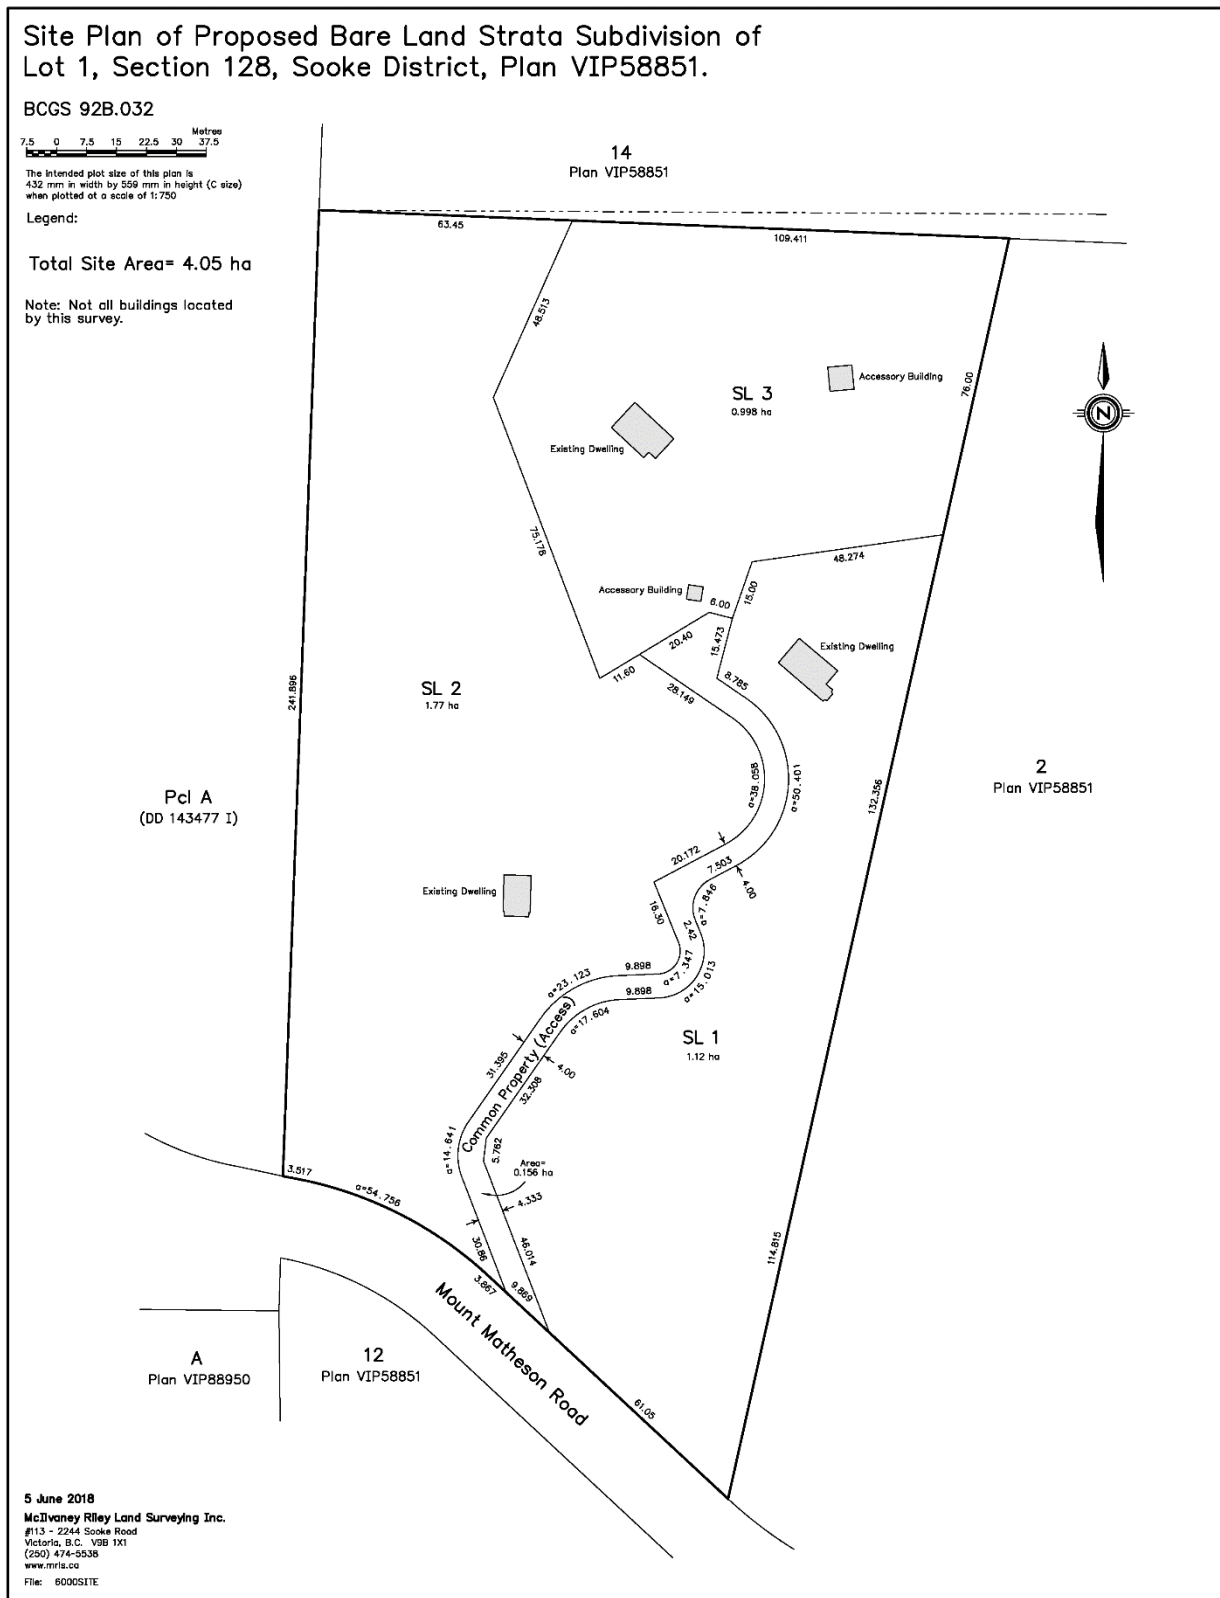 Site Plan of Proposed Bare Land Strata Subdivision of
Lot 1, Section 128, Sooke District, Plan VIP58851.
BCGS 92B.032
Metres
7.5 0 7.5 15 22.5 30 37.5
The intended plot size of this plan is
432 mm in width by 559 mm in height (C size)
when plotted at a scale of 1:750
Legend:
Total Site Area= 4.05 ha
Note: Not all buildings located
by this survey.
14
Plan VIP58851
63.45
109.411
48.513
76.00
Accessory Building
SL 3
0.998 ha
Existing Dwelling
N
75.178
48.274
Accessory Building
6.00
15.00
20.40
15.473
Existing Dwelling
11.60
8.785
28.149
241.896
SL 2
1.77 ha
2
Plan VIP58851
a=38.058
a=50.401
132.356
Pcl A
(DD 143477 I)
20.172
7.503
4.00
Existing Dwelling
16.30
a=7.846
2.42
9.898
a=7.347
a=23.123
9.898
a=15.013
a=17.604
SL 1
1.12 ha
Common Property (Access)
31.395
4.00
32.308
a=14.641
5.762
Area=
0.156 ha
3.517
a=54.756
4.333
30.86
46.014
114.815
3.867
9.869
Mount Matheson Road
61.05
A
Plan VIP88950
12
Plan VIP58851
5 June 2018
McIlvaney Riley Land Surveying Inc.
#113 - 2244 Sooke Road
Victoria, B.C. V9B 1X1
(250) 474-5538
www.mrls.ca
File: 6000SITE